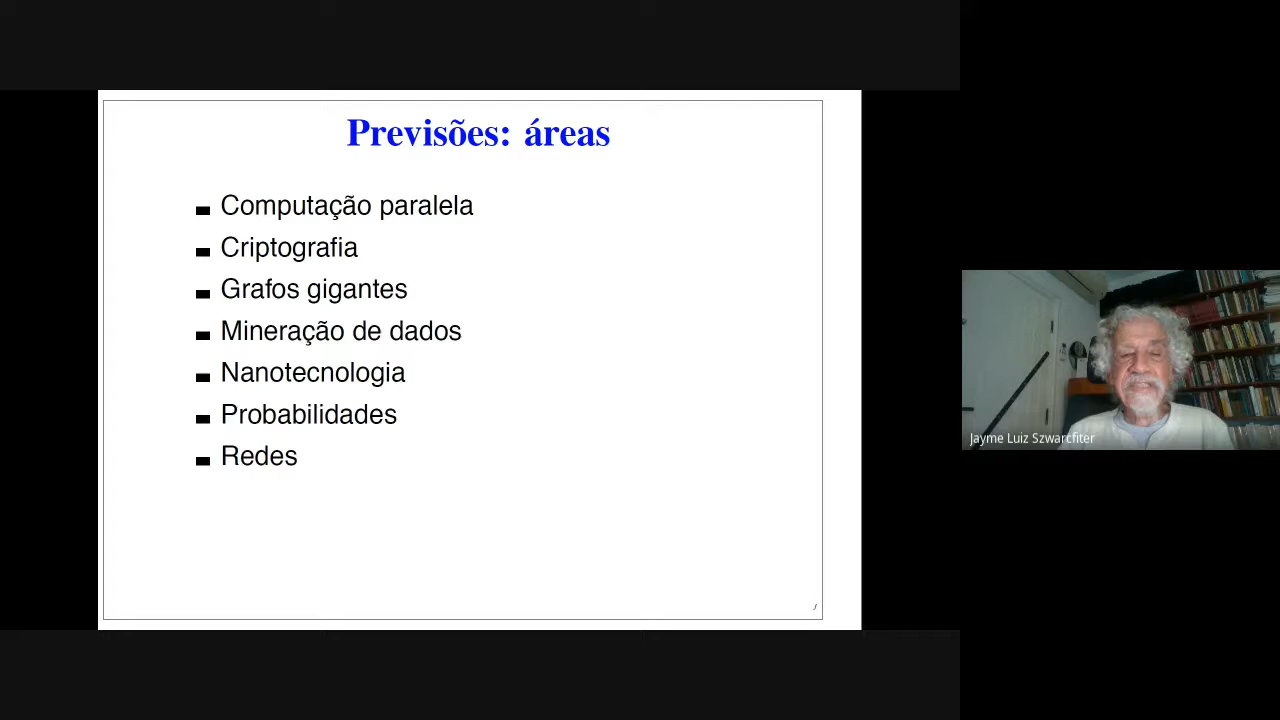 Previsões: áreas
Computação paralela
Criptografia
Grafos gigantes
Mineração de dados
Nanotecnologia
Probabilidades
Redes
Jayme Luiz Szwarcfiter